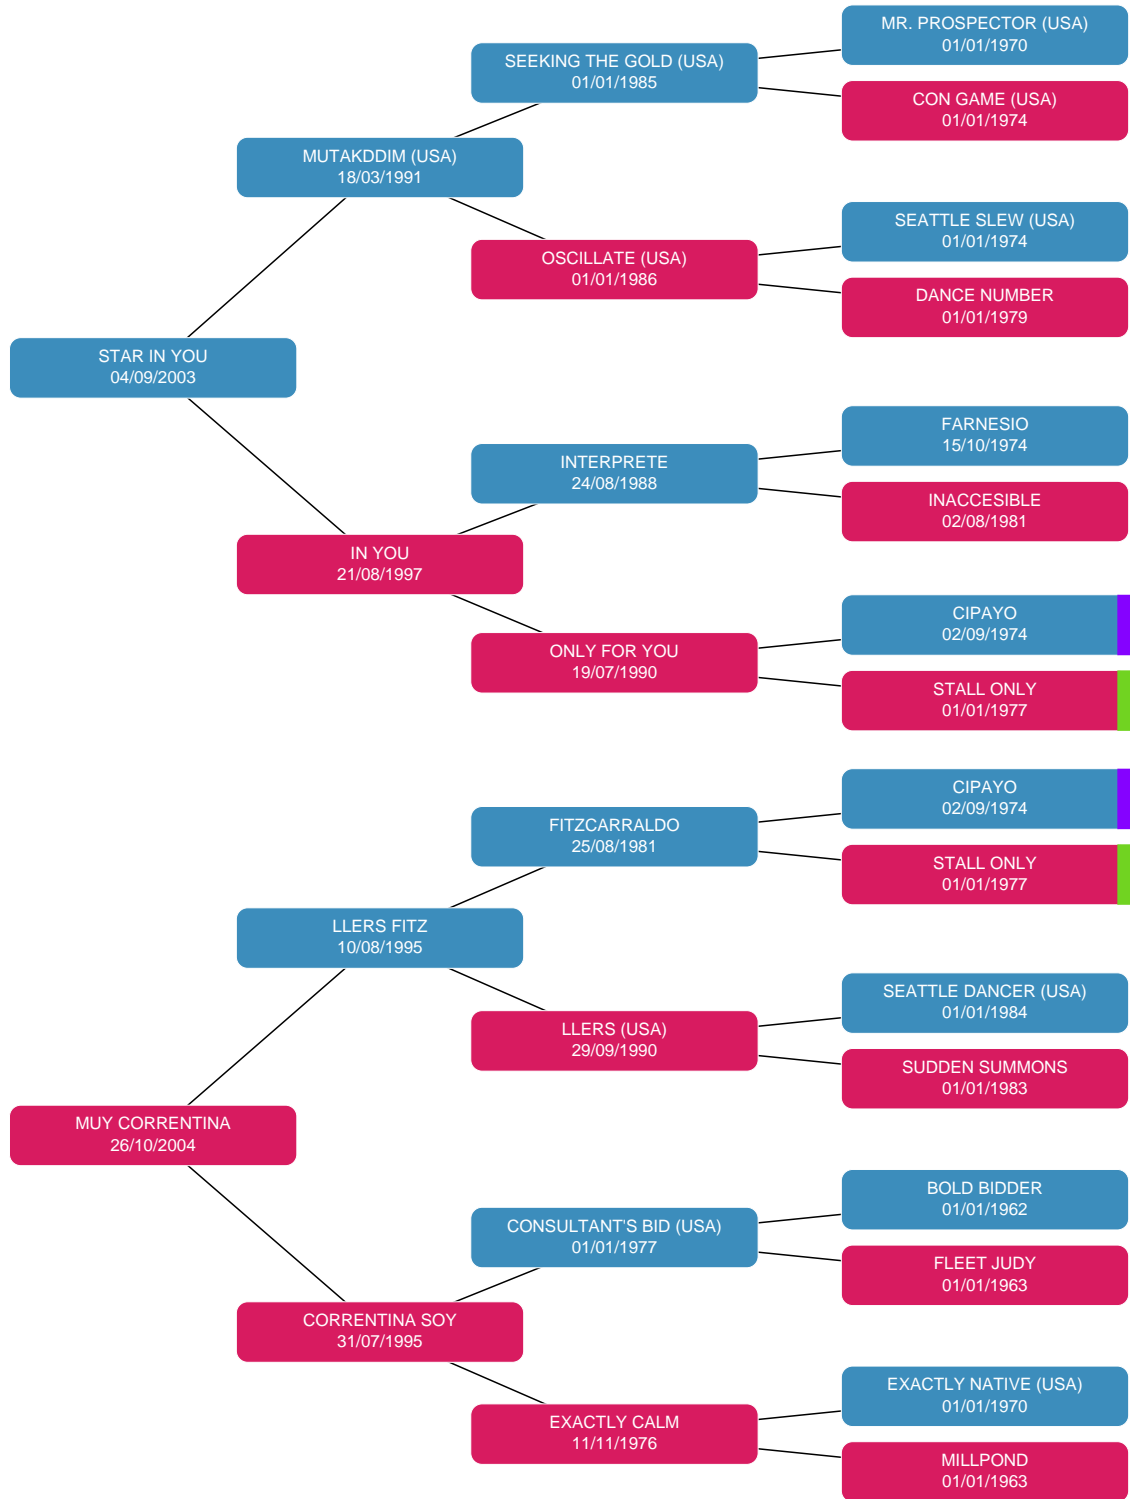 MR. PROSPECTOR (USA)
01/01/1970
SEEKING THE GOLD (USA)
01/01/1985
CON GAME (USA)
01/01/1974
MUTAKDDIM (USA)
18/03/1991
SEATTLE SLEW (USA)
01/01/1974
OSCILLATE (USA)
01/01/1986
DANCE NUMBER
01/01/1979
STAR IN YOU
04/09/2003
FARNESIO
15/10/1974
INTERPRETE
24/08/1988
INACCESIBLE
02/08/1981
IN YOU
21/08/1997
CIPAYO
02/09/1974
ONLY FOR YOU
19/07/1990
STALL ONLY
01/01/1977
CIPAYO
02/09/1974
FITZCARRALDO
25/08/1981
STALL ONLY
01/01/1977
LLERS FITZ
10/08/1995
SEATTLE DANCER (USA)
01/01/1984
LLERS (USA)
29/09/1990
SUDDEN SUMMONS
01/01/1983
MUY CORRENTINA
26/10/2004
BOLD BIDDER
01/01/1962
CONSULTANT'S BID (USA)
01/01/1977
FLEET JUDY
01/01/1963
CORRENTINA SOY
31/07/1995
EXACTLY NATIVE (USA)
01/01/1970
EXACTLY CALM
11/11/1976
MILLPOND
01/01/1963